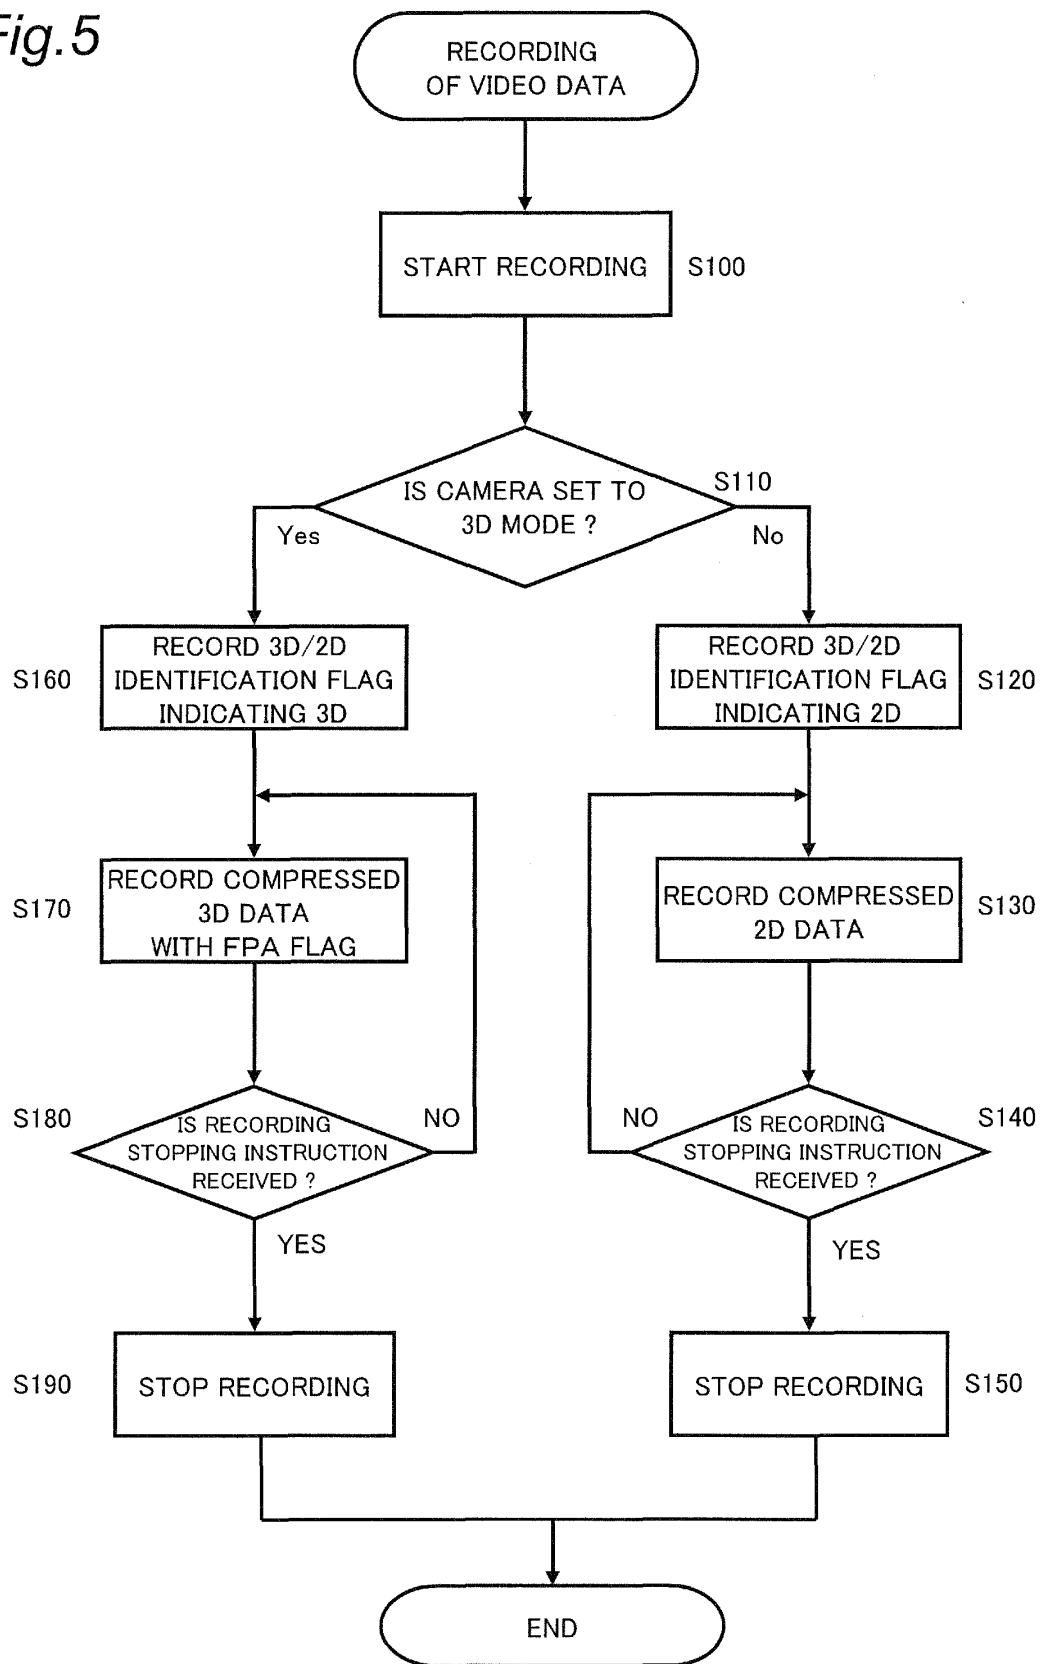 Fig.5
RECORDING
OF VIDEO DATA
START RECORDING
S100
IS CAMERA SET TO
3D MODE ?
S110
Yes
No
S160
RECORD 3D/2D
IDENTIFICATION FLAG
INDICATING 3D
RECORD 3D/2D
IDENTIFICATION FLAG
INDICATING 2D
S120
S170
RECORD COMPRESSED
3D DATA
WITH FPA FLAG
RECORD COMPRESSED
2D DATA
S130
S180
IS RECORDING
STOPPING INSTRUCTION
RECEIVED ?
NO
NO
IS RECORDING
STOPPING INSTRUCTION
RECEIVED ?
S140
YES
YES
S190
STOP RECORDING
STOP RECORDING
S150
END